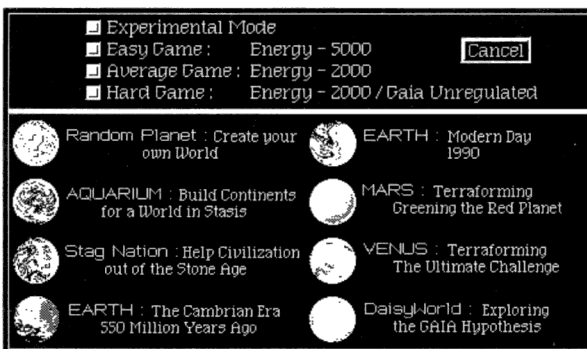 Experimental Mode
Easy Game : Energy - 5000
Cancel
Average Game : Energy - 2000
Hard Game : Energy - 2000 / Gaia Unregulated
Random Planet : Create your
own World
AQUARIUM : Build Continents
for a World in Stasis
Stag Nation : Help Civilization
out of the Stone Age
EARTH : The Cambrian Era
550 Million Years Ago
EARTH : Modern Day
1990
MARS : Terraforming
Greening the Red Planet
VENUS : Terraforming
The Ultimate Challenge
DaisyWorld : Exploring
the GAIA Hypothesis